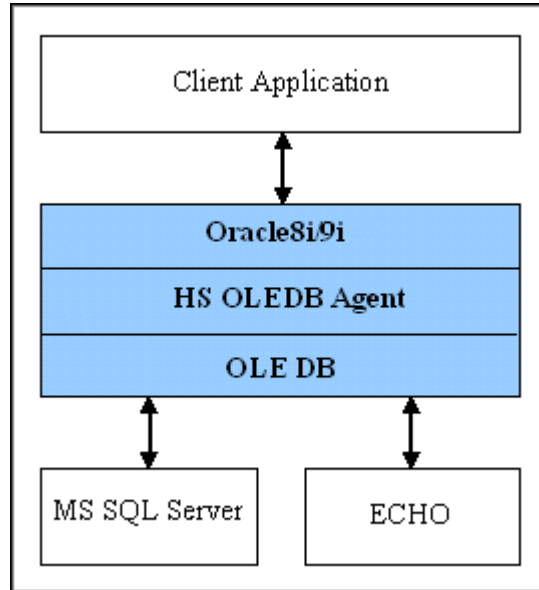 Client Application
Oracle8i/9i
HS OLEDB Agent
OLE DB
MS SQL Server
ECHO